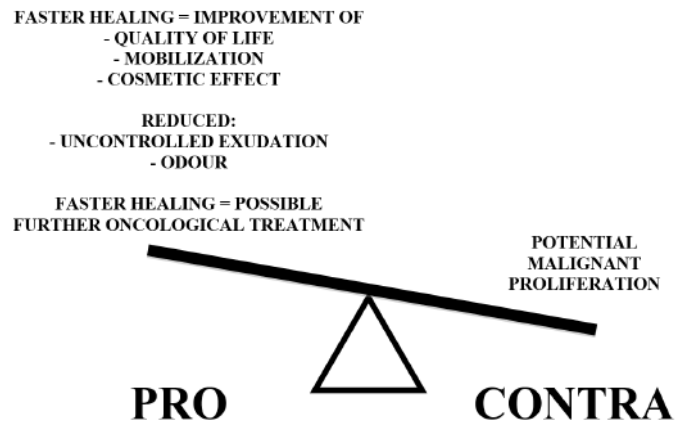 FASTER HEALING = IMPROVEMENT OF
- QUALITY OF LIFE
- MOBILIZATION
- COSMETIC EFFECT
REDUCED:
- UNCONTROLLED EXUDATION
- ODOUR
FASTER HEALING = POSSIBLE
FURTHER ONCOLOGICAL TREATMENT
POTENTIAL
MALIGNANT
PROLIFERATION
PRO
CONTRA